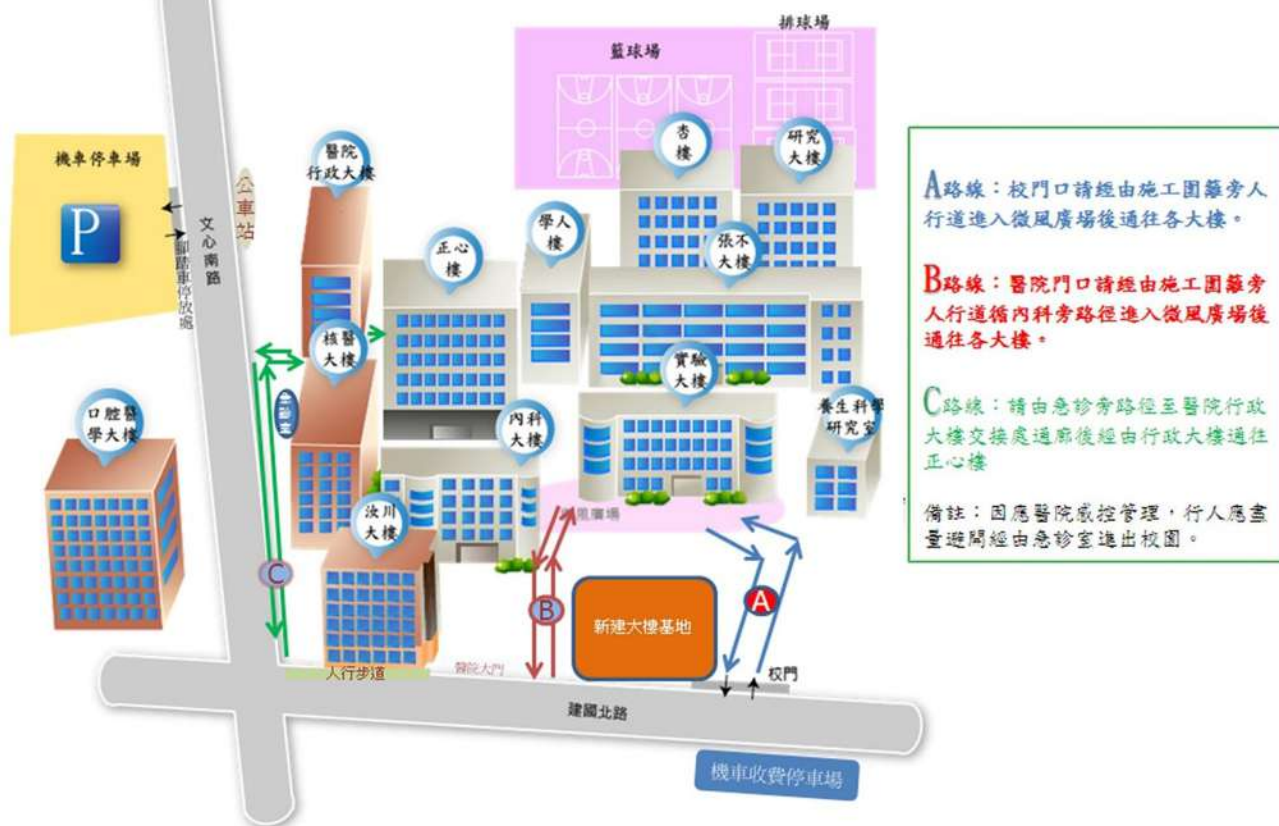 排球場
籃球場
杏
樓
研究
大樓
醫院
行政大樓
機車停車場
P
公車站
文心南路
腳踏車停放處
學人
樓
正心
樓
張不
大樓
核醫
大樓
實驗
大樓
口腔醫
學大樓
內科
大樓
養生科學
研究室
汝川
大樓
風廣場
C
B
A
新建大樓基地
人行步道
醫院大門
校門
建國北路
機車收費停車場
A路線：校門口請經由施工圍籬旁人
行道進入微風廣場後通往各大樓。
B路線：醫院門口請經由施工圍籬旁
人行道循內科旁路徑進入微風廣場後
通往各大樓。
C路線：請由急診旁路徑至醫院行政
大樓交接處通廊後經由行政大樓通往
正心樓
備註：因應醫院感控管理，行人應盡
量避開經由急診室進出校園。